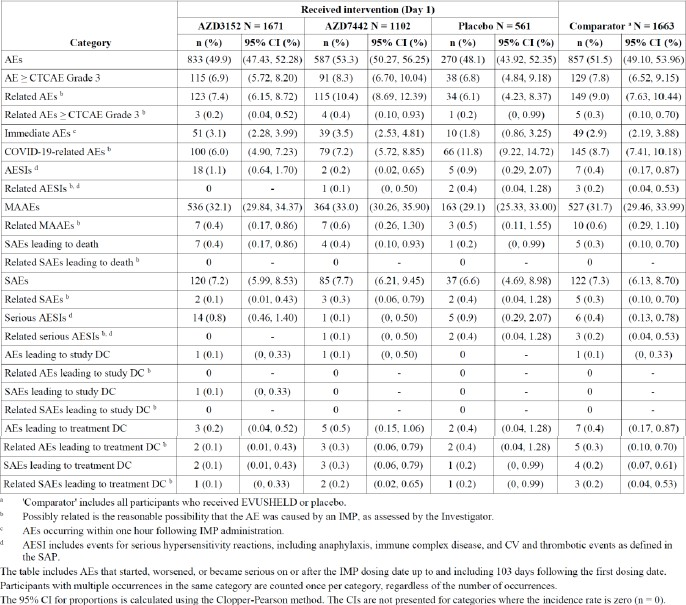 Received intervention (Day 1)
AZD3152 N = 1671 AZD7442 N = 1102 Placebo N = 561 Comparator ᵃ N = 1663
Category n (%) 95% CI (%) n (%) 95% CI (%) n (%) 95% CI (%) n (%) 95% CI (%)
AEs 833 (49.9) (47.43, 52.28) 587 (53.3) (50.27, 56.25) 270 (48.1) (43.92, 52.35) 857 (51.5) (49.10, 53.96)
AE ≥ CTCAE Grade 3 115 (6.9) (5.72, 8.20) 91 (8.3) (6.70, 10.04) 38 (6.8) (4.84, 9.18) 129 (7.8) (6.52, 9.15)
Related AEs ᵇ 123 (7.4) (6.15, 8.72) 115 (10.4) (8.69, 12.39) 34 (6.1) (4.23, 8.37) 149 (9.0) (7.63, 10.44)
Related AEs ≥ CTCAE Grade 3 ᵇ 3 (0.2) (0.04, 0.52) 4 (0.4) (0.10, 0.93) 1 (0.2) (0, 0.99) 5 (0.3) (0.10, 0.70)
Immediate AEs ᶜ 51 (3.1) (2.28, 3.99) 39 (3.5) (2.53, 4.81) 10 (1.8) (0.86, 3.25) 49 (2.9) (2.19, 3.88)
COVID-19-related AEs ᵇ 100 (6.0) (4.90, 7.23) 79 (7.2) (5.72, 8.85) 66 (11.8) (9.22, 14.72) 145 (8.7) (7.41, 10.18)
AESIs ᵈ 18 (1.1) (0.64, 1.70) 2 (0.2) (0.02, 0.65) 5 (0.9) (0.29, 2.07) 7 (0.4) (0.17, 0.87)
Related AESIs ᵇ, ᵈ 0 - 1 (0.1) (0, 0.50) 2 (0.4) (0.04, 1.28) 3 (0.2) (0.04, 0.53)
MAAEs 536 (32.1) (29.84, 34.37) 364 (33.0) (30.26, 35.90) 163 (29.1) (25.33, 33.00) 527 (31.7) (29.46, 33.99)
Related MAAEs ᵇ 7 (0.4) (0.17, 0.86) 7 (0.6) (0.26, 1.30) 3 (0.5) (0.11, 1.55) 10 (0.6) (0.29, 1.10)
SAEs leading to death 7 (0.4) (0.17, 0.86) 4 (0.4) (0.10, 0.93) 1 (0.2) (0, 0.99) 5 (0.3) (0.10, 0.70)
Related SAEs leading to death ᵇ 0 - 0 - 0 - 0 -
SAEs 120 (7.2) (5.99, 8.53) 85 (7.7) (6.21, 9.45) 37 (6.6) (4.69, 8.98) 122 (7.3) (6.13, 8.70)
Related SAEs ᵇ 2 (0.1) (0.01, 0.43) 3 (0.3) (0.06, 0.79) 2 (0.4) (0.04, 1.28) 5 (0.3) (0.10, 0.70)
Serious AESIs ᵈ 14 (0.8) (0.46, 1.40) 1 (0.1) (0, 0.50) 5 (0.9) (0.29, 2.07) 6 (0.4) (0.13, 0.78)
Related serious AESIs ᵇ, ᵈ 0 - 1 (0.1) (0, 0.50) 2 (0.4) (0.04, 1.28) 3 (0.2) (0.04, 0.53)
AEs leading to study DC 1 (0.1) (0, 0.33) 1 (0.1) (0, 0.50) 0 - 1 (0.1) (0, 0.33)
Related AEs leading to study DC ᵇ 0 - 0 - 0 - 0 -
SAEs leading to study DC 1 (0.1) (0, 0.33) 0 - 0 - 0 -
Related SAEs leading to study DC ᵇ 0 - 0 - 0 - 0 -
AEs leading to treatment DC 3 (0.2) (0.04, 0.52) 5 (0.5) (0.15, 1.06) 2 (0.4) (0.04, 1.28) 7 (0.4) (0.17, 0.87)
Related AEs leading to treatment DC ᵇ 2 (0.1) (0.01, 0.43) 3 (0.3) (0.06, 0.79) 2 (0.4) (0.04, 1.28) 5 (0.3) (0.10, 0.70)
SAEs leading to treatment DC 2 (0.1) (0.01, 0.43) 3 (0.3) (0.06, 0.79) 1 (0.2) (0, 0.99) 4 (0.2) (0.07, 0.61)
Related SAEs leading to treatment DC ᵇ 1 (0.1) (0, 0.33) 2 (0.2) (0.02, 0.65) 1 (0.2) (0, 0.99) 3 (0.2) (0.04, 0.53)
ᵃ 'Comparator' includes all participants who received EVUSHELD or placebo.
ᵇ Possibly related is the reasonable possibility that the AE was caused by an IMP, as assessed by the Investigator.
ᶜ AEs occurring within one hour following IMP administration.
ᵈ AESI includes events for serious hypersensitivity reactions, including anaphylaxis, immune complex disease, and CV and thrombotic events as defined in
the SAP.
The table includes AEs that started, worsened, or became serious on or after the IMP dosing date up to and including 103 days following the first dosing date.
Participants with multiple occurrences in the same category are counted once per category, regardless of the number of occurrences.
The 95% CI for proportions is calculated using the Clopper-Pearson method. The CIs are not presented for categories where the incidence rate is zero (n = 0).